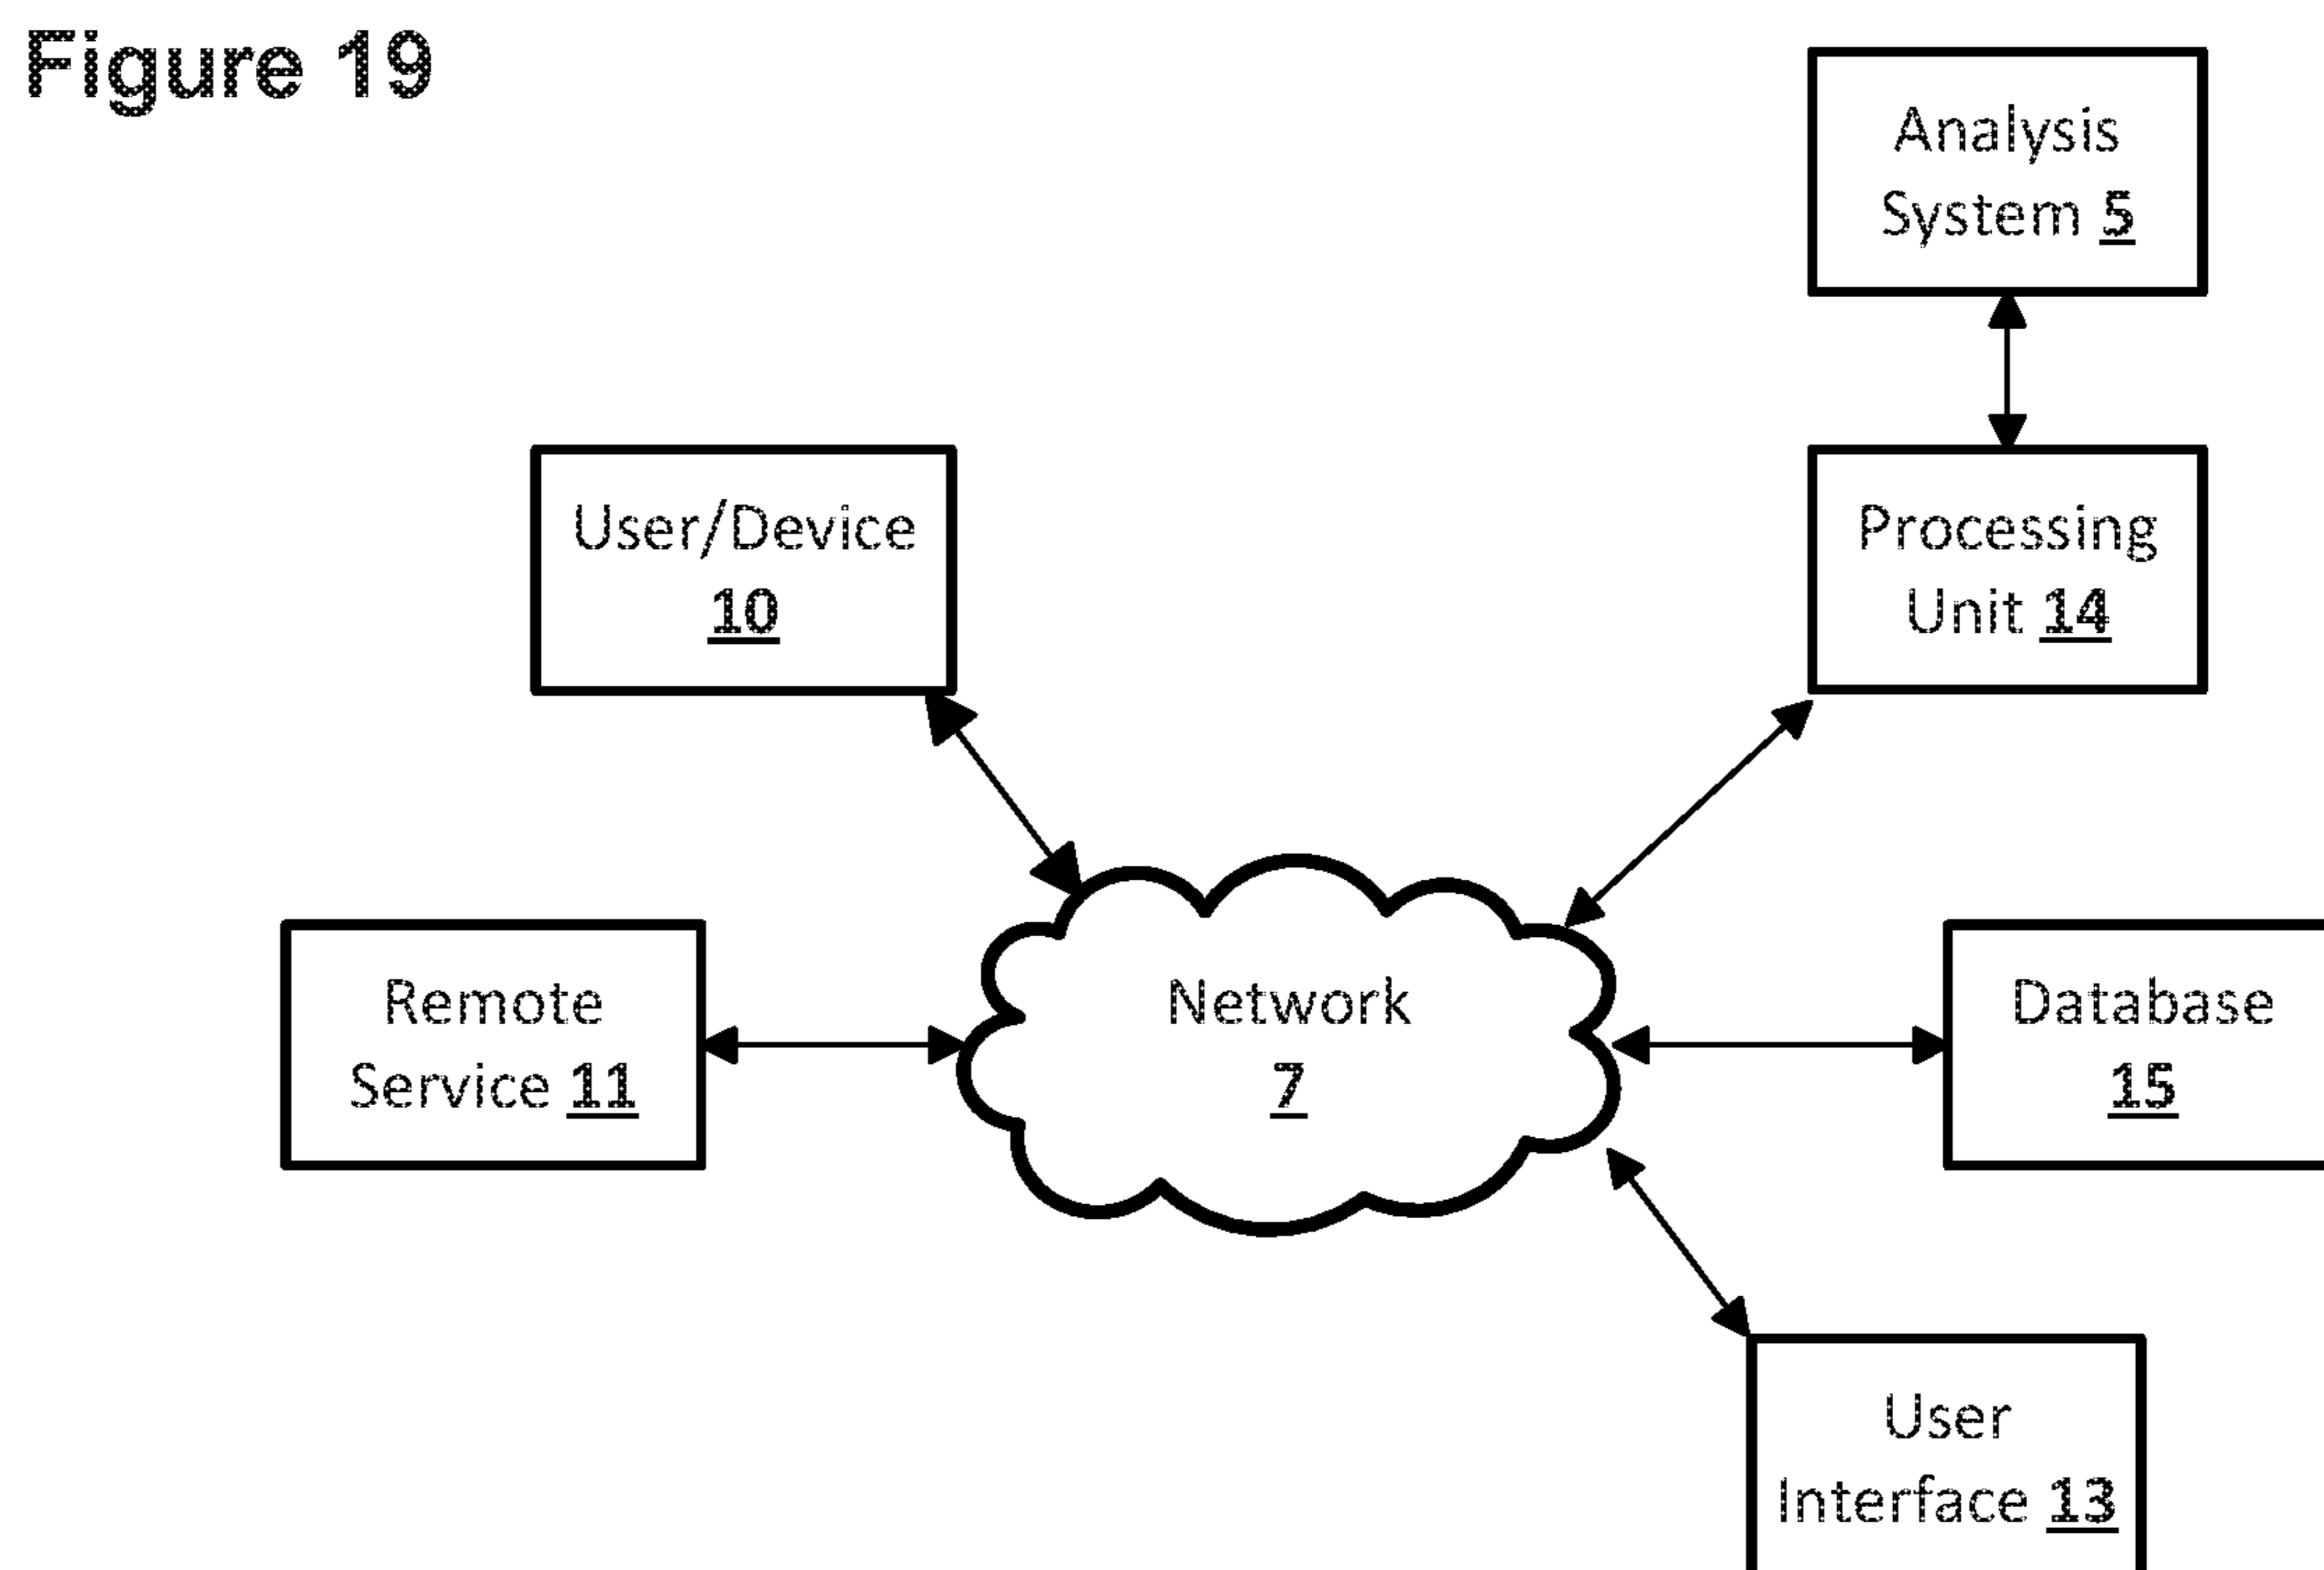 Figure 19
Analysis
System 5
User/Device
10
Processing
Unit 14
Remote
Service 11
Network
7
Database
15
User
Interface 13